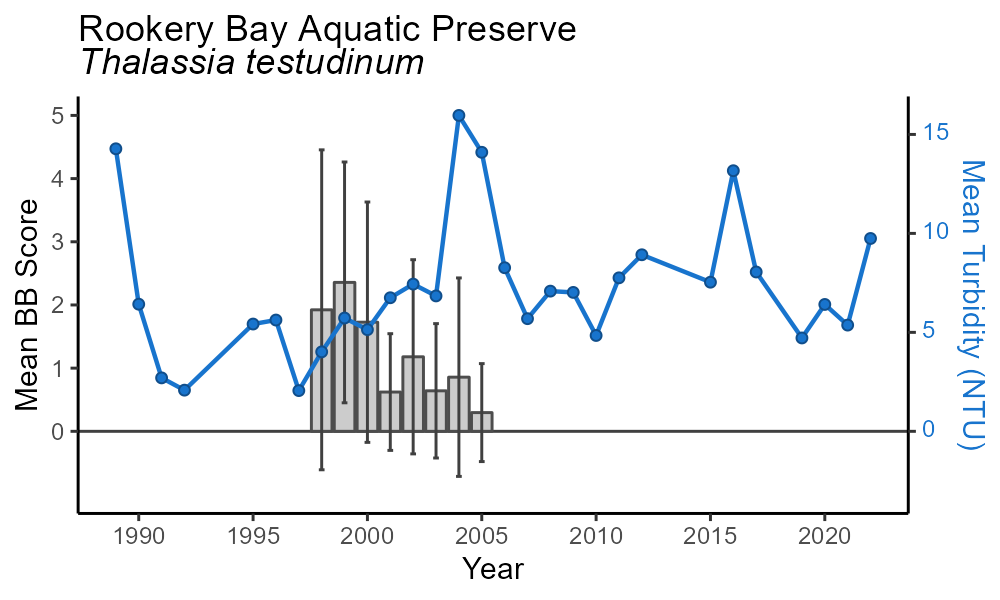 Rookery Bay Aquatic Preserve
Thalassia testudinum
Mean BB Score
5
4
3
2
1
0
15
10
5
0
Mean Turbidity (NTU)
1990 1995 2000 2005 2010 2015 2020
Year